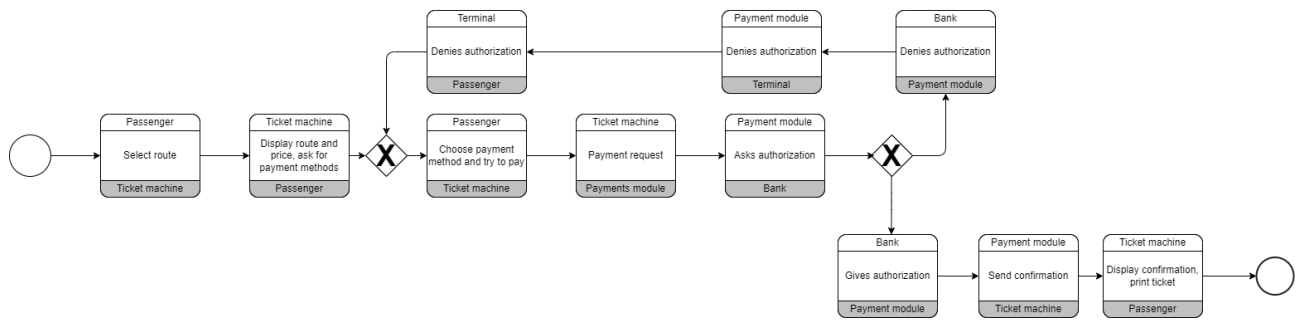 Terminal
Denies authorization
Passenger
Payment module
Denies authorization
Terminal
Bank
Denies authorization
Payment module
Passenger
Select route
Ticket machine
Ticket machine
Display route and
price, ask for
payment methods
Passenger
X
Passenger
Choose payment
method and try to pay
Ticket machine
Ticket machine
Payment request
Payments module
Payment module
Asks authorization
Bank
X
Bank
Gives authorization
Payment module
Payment module
Send confirmation
Ticket machine
Ticket machine
Display confirmation,
print ticket
Passenger